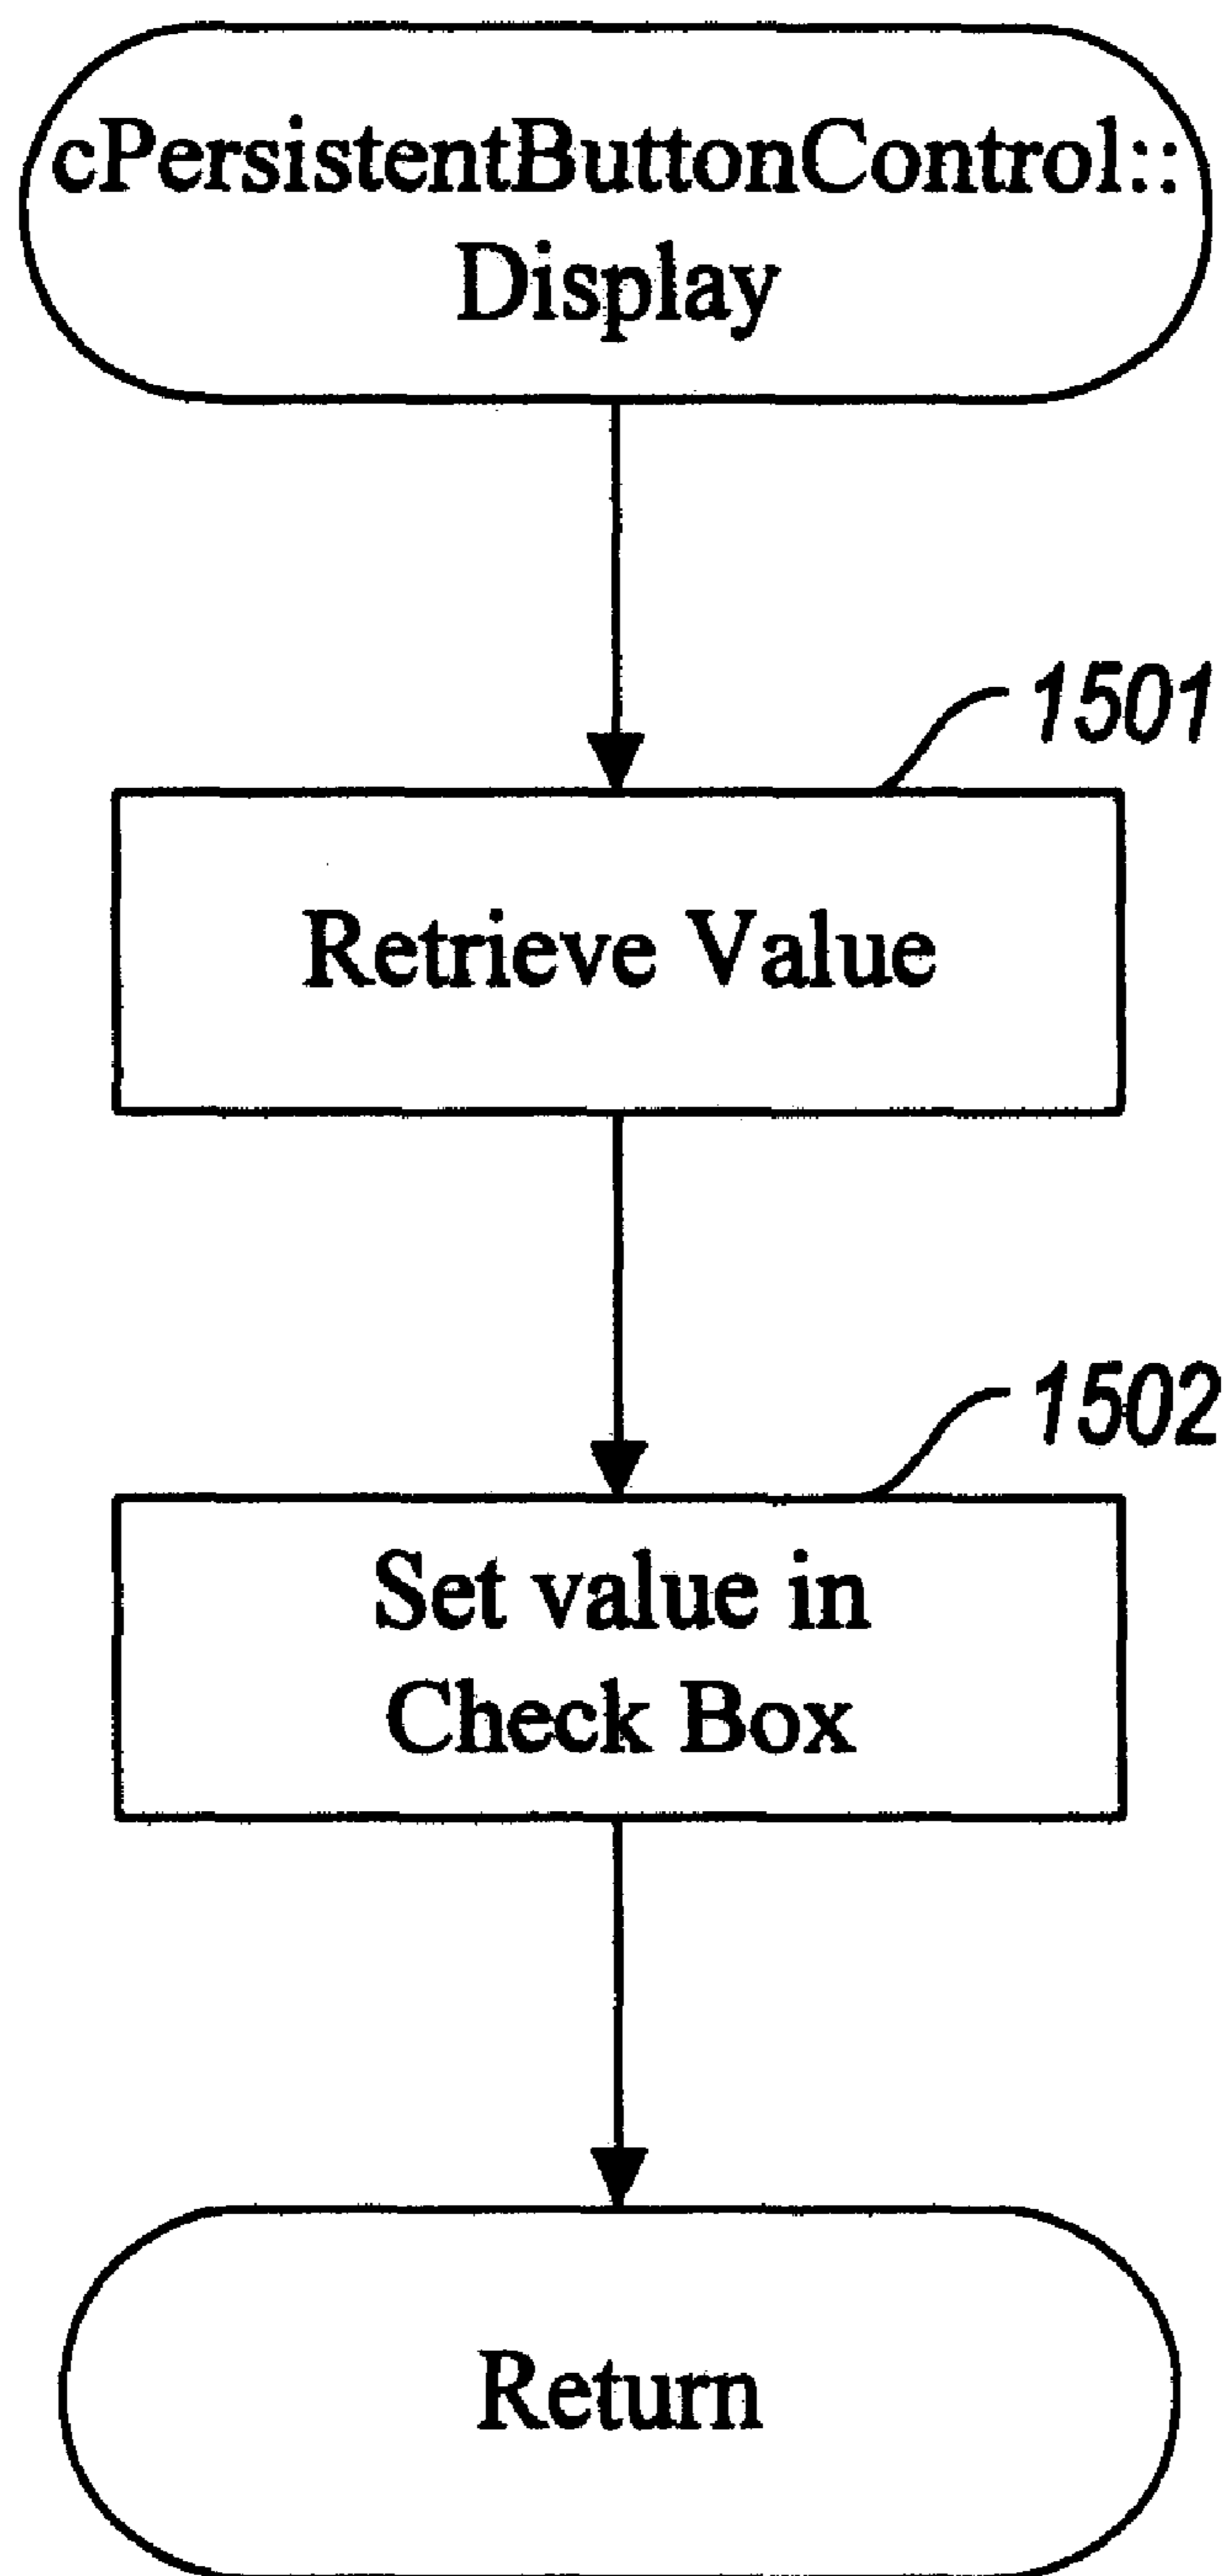 cPersistentButtonControl::
Display
1501
Retrieve Value
1502
Set value in
Check Box
Return